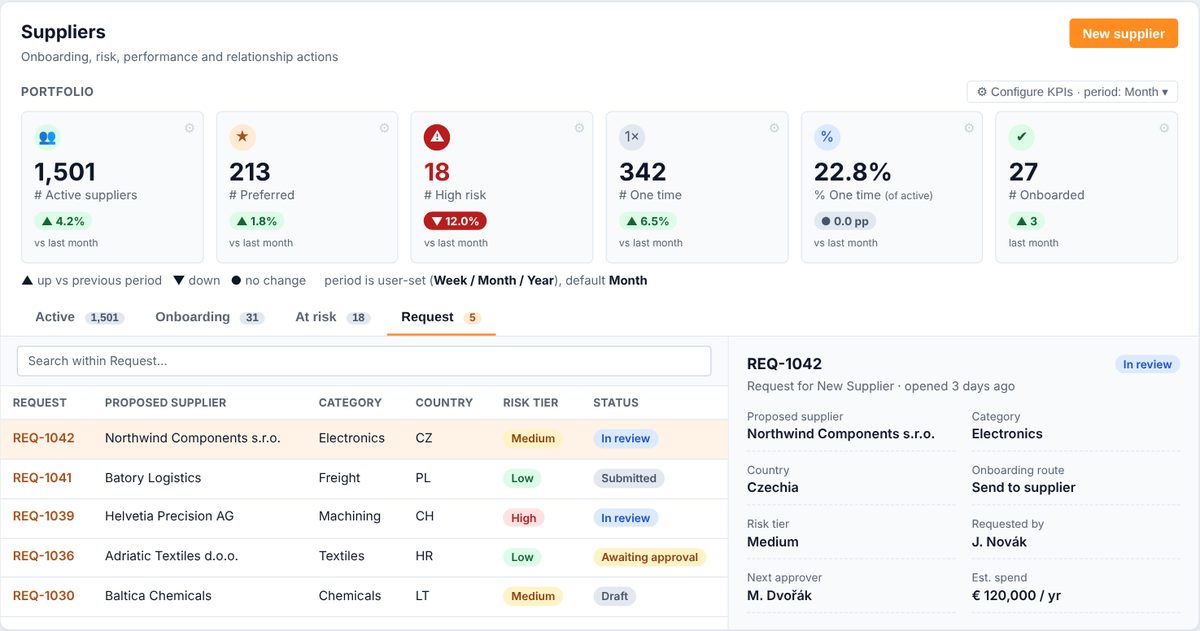 Suppliers
New supplier
Onboarding, risk, performance and relationship actions
PORTFOLIO
⚙ Configure KPIs · period: Month ▾
1,501
# Active suppliers
▲ 4.2%
vs last month
213
# Preferred
▲ 1.8%
vs last month
18
# High risk
▼ 12.0%
vs last month
1×
342
# One time
▲ 6.5%
vs last month
%
22.8%
% One time (of active)
● 0.0 pp
vs last month
27
# Onboarded
▲ 3
last month
▲ up vs previous period ▼ down ● no change period is user-set (Week / Month / Year), default Month
Active 1,501 Onboarding 31 At risk 18 Request 5
Search within Request...
REQUEST PROPOSED SUPPLIER CATEGORY COUNTRY RISK TIER STATUS
REQ-1042 Northwind Components s.r.o. Electronics CZ Medium In review
REQ-1041 Batory Logistics Freight PL Low Submitted
REQ-1039 Helvetia Precision AG Machining CH High In review
REQ-1036 Adriatic Textiles d.o.o. Textiles HR Low Awaiting approval
REQ-1030 Baltica Chemicals Chemicals LT Medium Draft
REQ-1042 In review
Request for New Supplier · opened 3 days ago
Proposed supplier
Northwind Components s.r.o.
Category
Electronics
Country
Czechia
Onboarding route
Send to supplier
Risk tier
Medium
Requested by
J. Novák
Next approver
M. Dvořák
Est. spend
€ 120,000 / yr